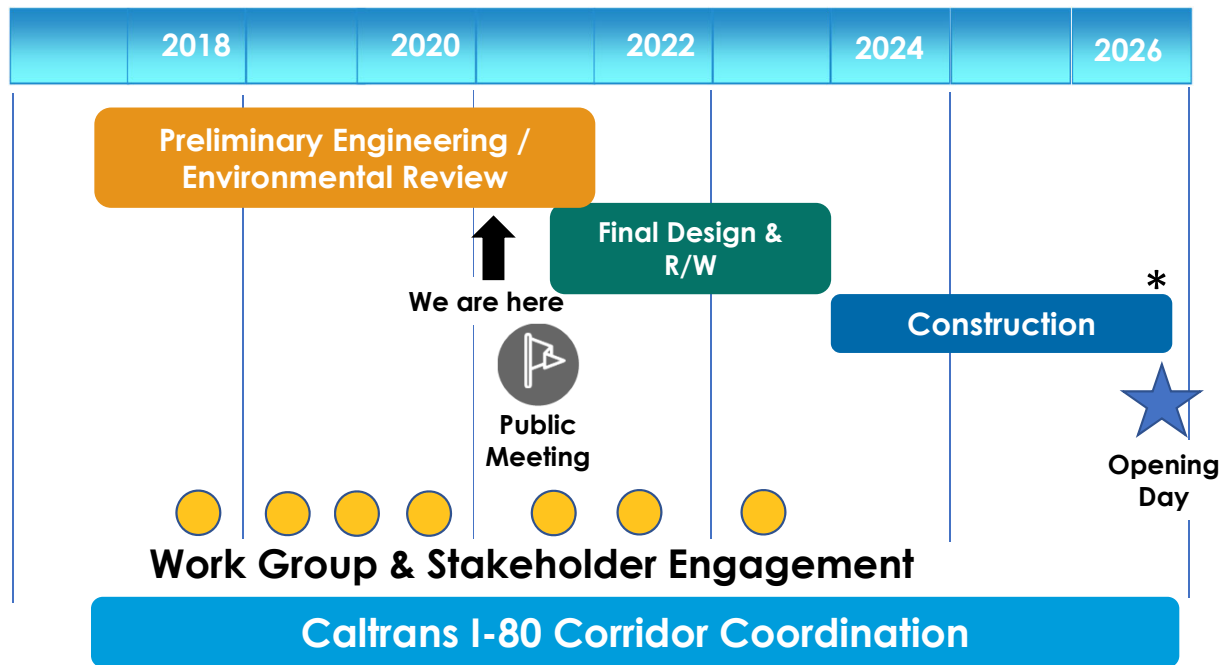 2018 2020 2022 2024 2026
Preliminary Engineering /
Environmental Review
Final Design &
R/W
We are here
*
Construction
Public
Meeting
Opening
Day
Work Group & Stakeholder Engagement
Caltrans I-80 Corridor Coordination